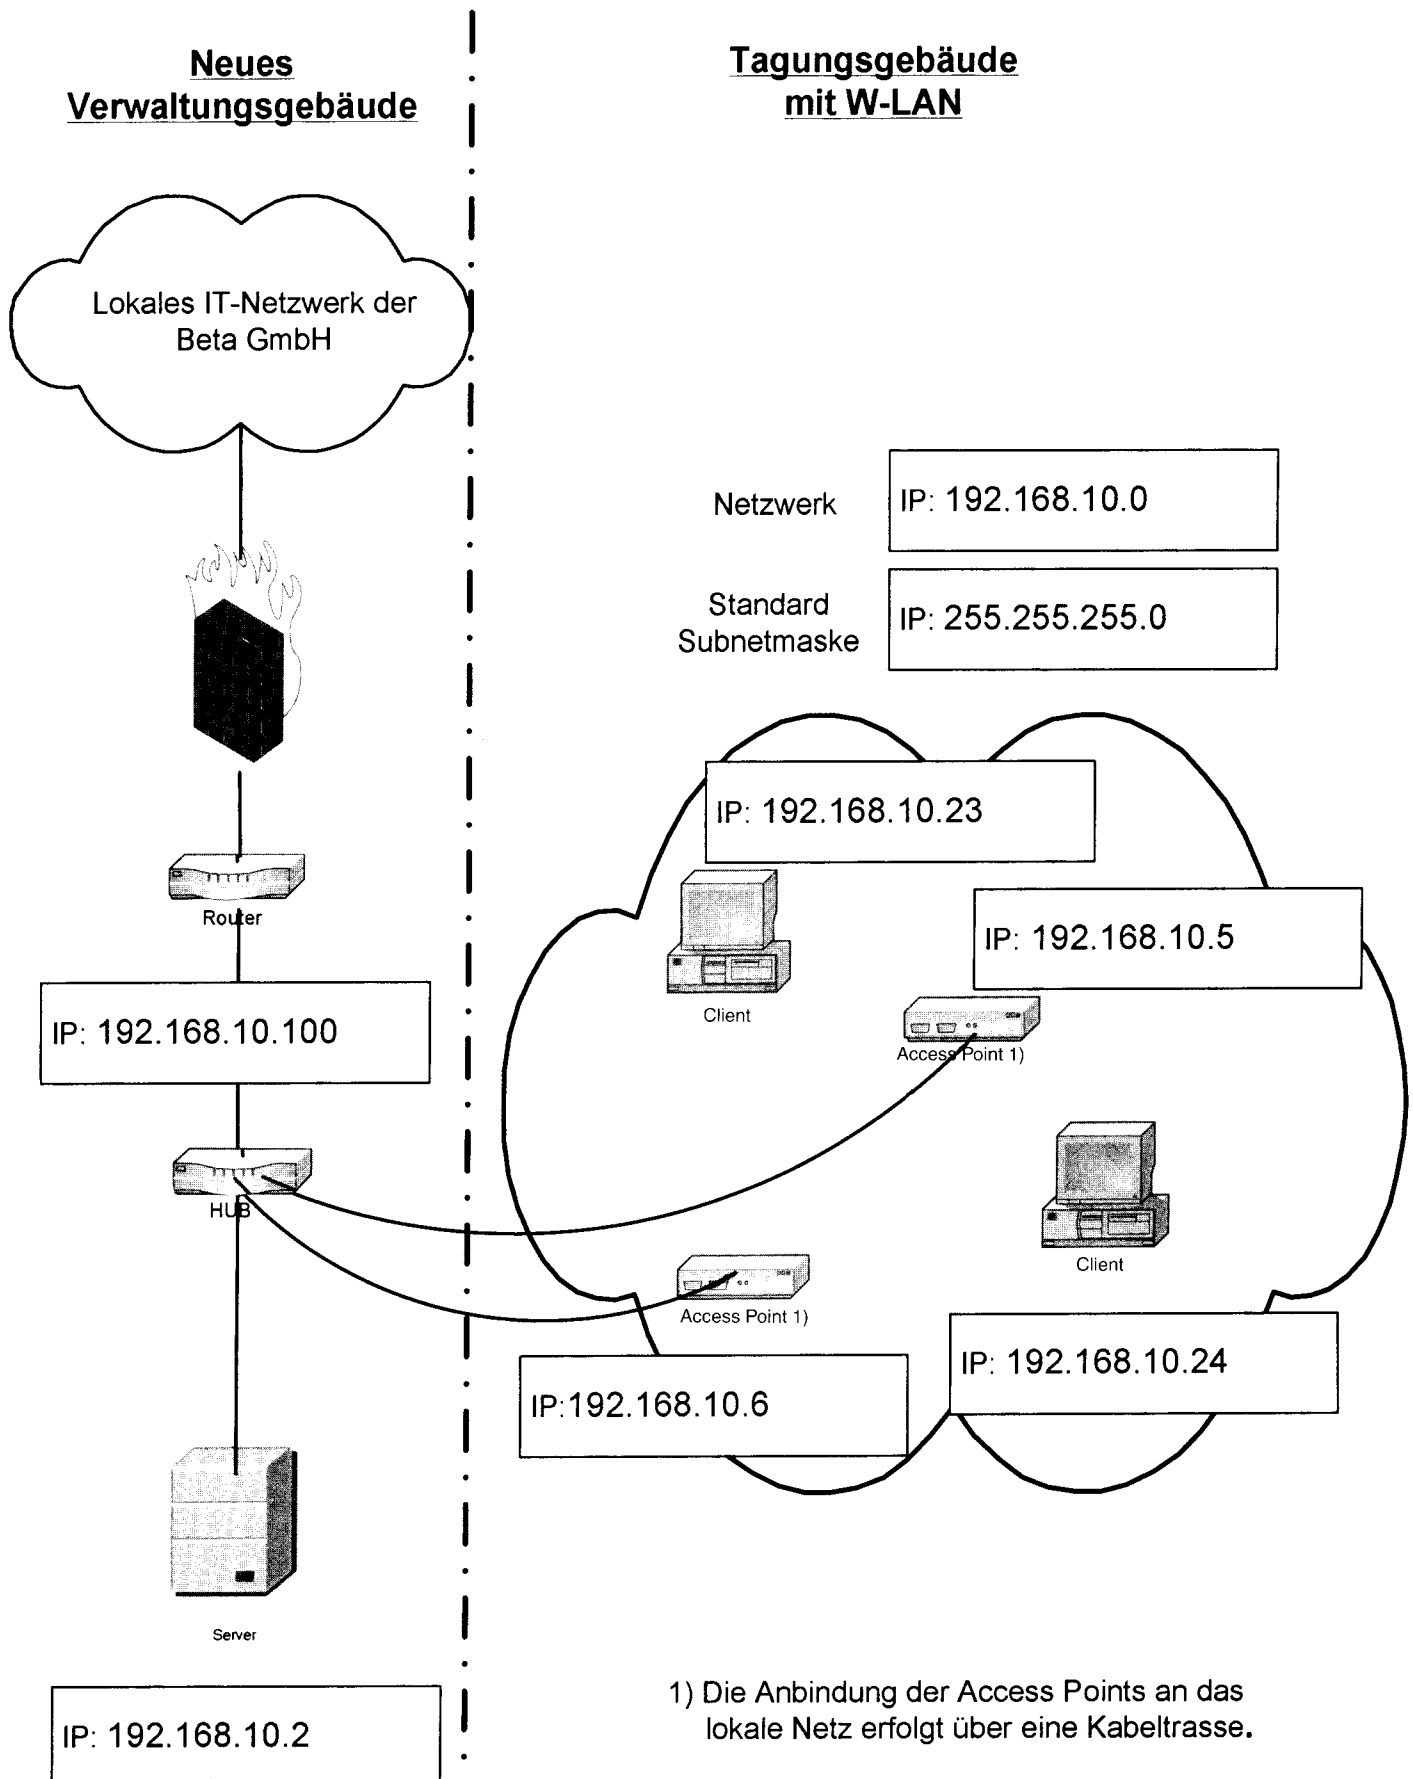 Neues
Verwaltungsgebäude
Tagungsgebäude
mit W-LAN
Lokales IT-Netzwerk der
Beta GmbH
Netzwerk
IP: 192.168.10.0
Standard
Subnetmaske
IP: 255.255.255.0
IP: 192.168.10.23
Client
IP: 192.168.10.5
Access Point 1)
Router
IP: 192.168.10.100
HUB
Client
Access Point 1)
IP: 192.168.10.24
IP:192.168.10.6
Server
IP: 192.168.10.2
1) Die Anbindung der Access Points an das
lokale Netz erfolgt über eine Kabeltrasse.